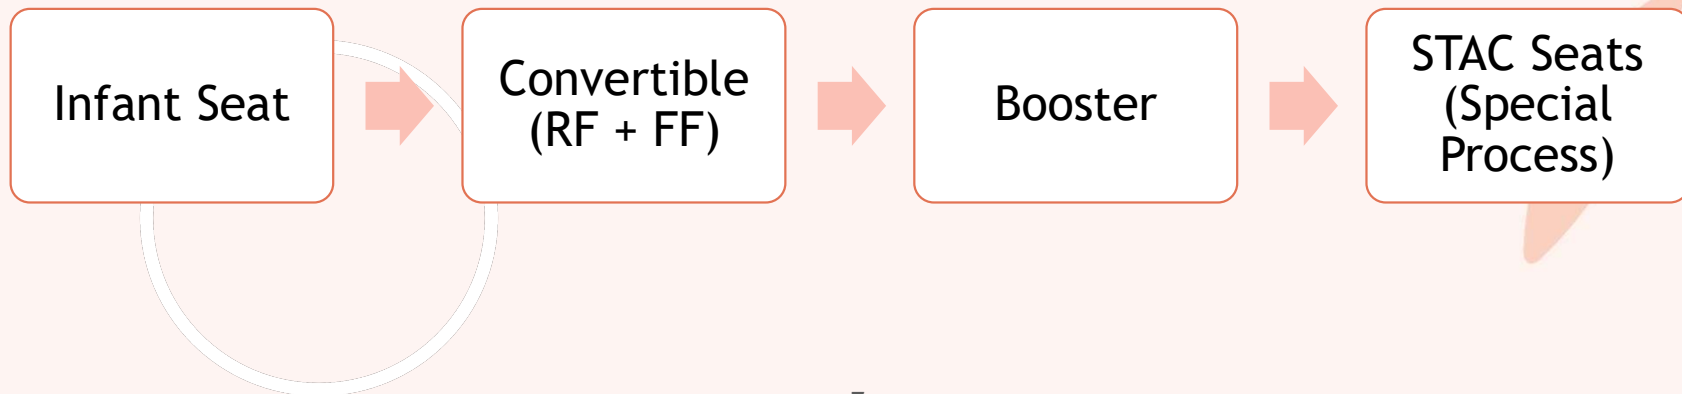 Infant Seat
Convertible
(RF + FF)
Booster
STAC Seats
(Special
Process)